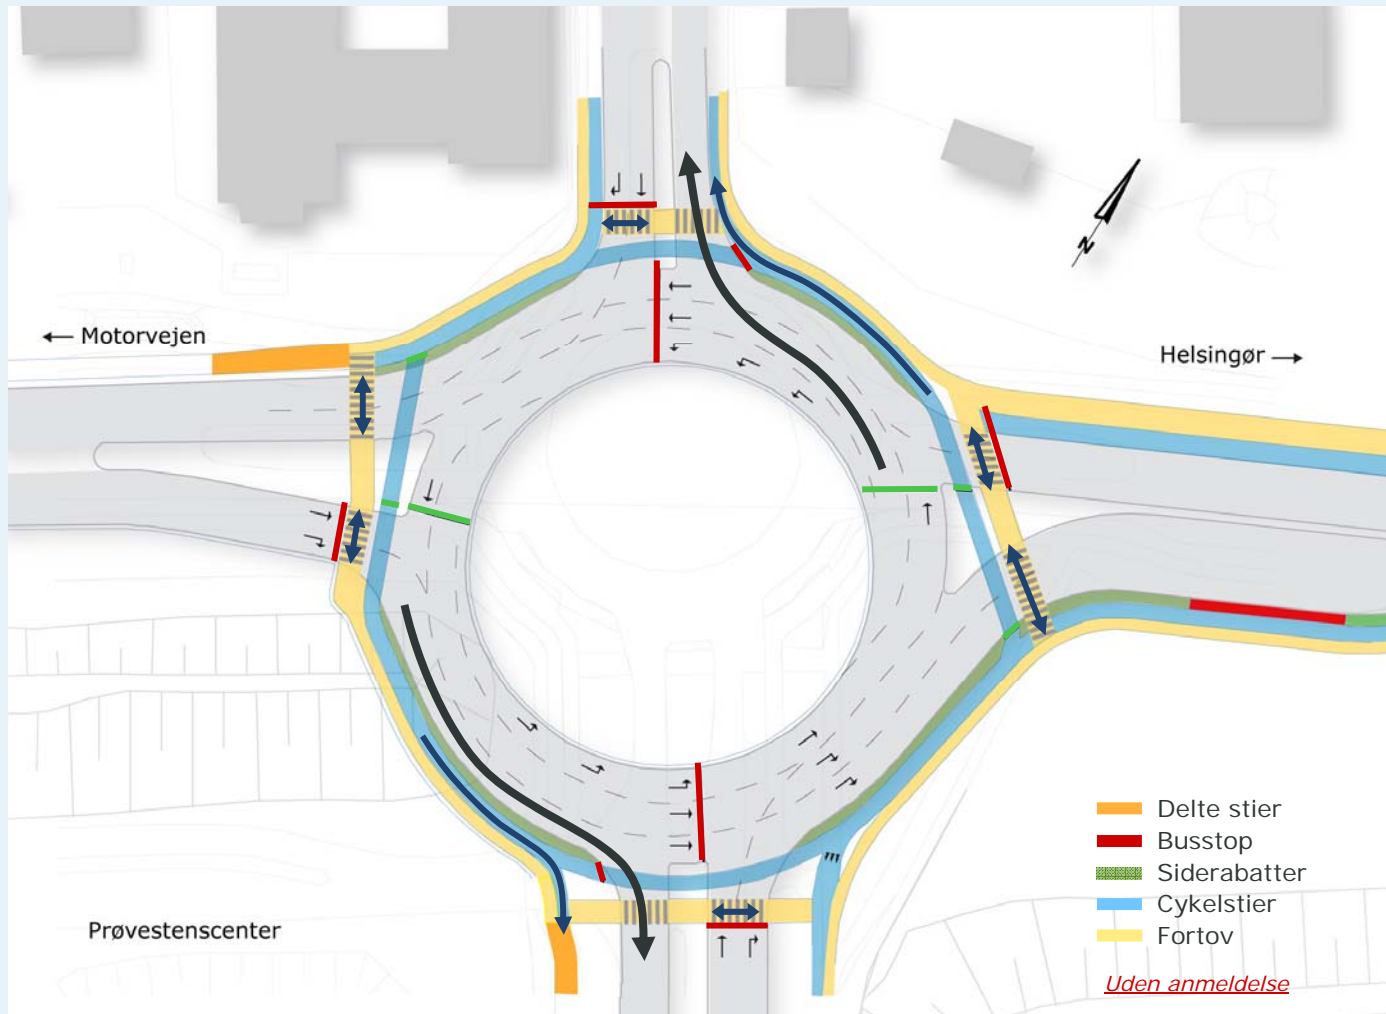 N
← Motorvejen
Helsingør →
Prøvestenscenter
Delte stier
Busstop
Siderabatter
Cykelstier
Fortov
Uden anmeldelse